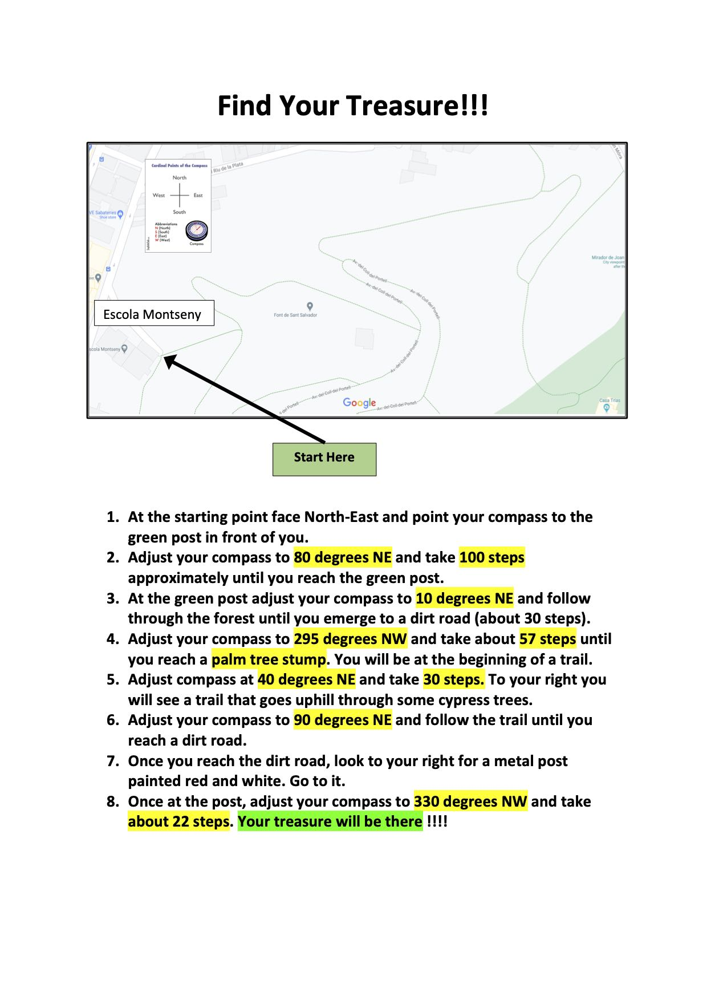 Find Your Treasure!!!
Riu de la Plata
Móra
Cardinal Points of the Compass
North
West East
South
Abbreviations
N (North)
S (South)
E (East)
W (West)
Compass
VE Sabateries
Shoe store
Av. del Coll del Portell
Av. del Coll del Portell
Av. del Coll del Portell
Mirador de Joan
City viewpoint
after th
Escola Montseny
Font de Sant Salvador
scola Montseny
Av. del Coll del Portell
Av. del Coll del Portell
ll del Portell
Google
Av. del Coll del Portell
Casa Trias
Start Here
1. At the starting point face North-East and point your compass to the
green post in front of you.
2. Adjust your compass to 80 degrees NE and take 100 steps
approximately until you reach the green post.
3. At the green post adjust your compass to 10 degrees NE and follow
through the forest until you emerge to a dirt road (about 30 steps).
4. Adjust your compass to 295 degrees NW and take about 57 steps until
you reach a palm tree stump. You will be at the beginning of a trail.
5. Adjust compass at 40 degrees NE and take 30 steps. To your right you
will see a trail that goes uphill through some cypress trees.
6. Adjust your compass to 90 degrees NE and follow the trail until you
reach a dirt road.
7. Once you reach the dirt road, look to your right for a metal post
painted red and white. Go to it.
8. Once at the post, adjust your compass to 330 degrees NW and take
about 22 steps. Your treasure will be there !!!!